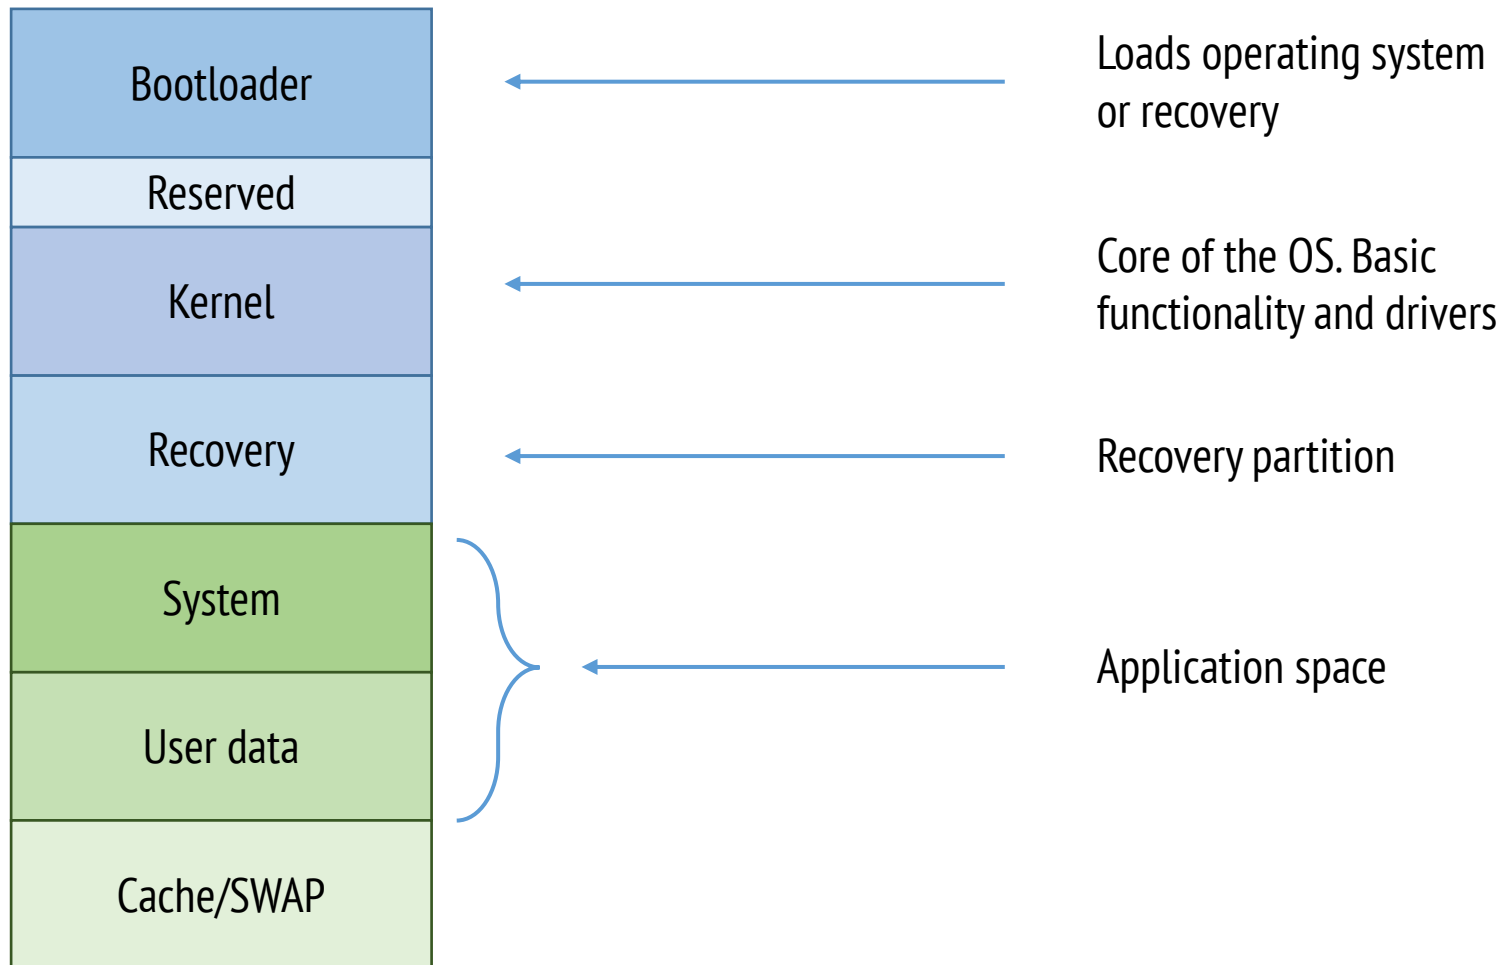 Bootloader
Loads operating system
or recovery
Reserved
Kernel
Core of the OS. Basic
functionality and drivers
Recovery
Recovery partition
System
Application space
User data
Cache/SWAP